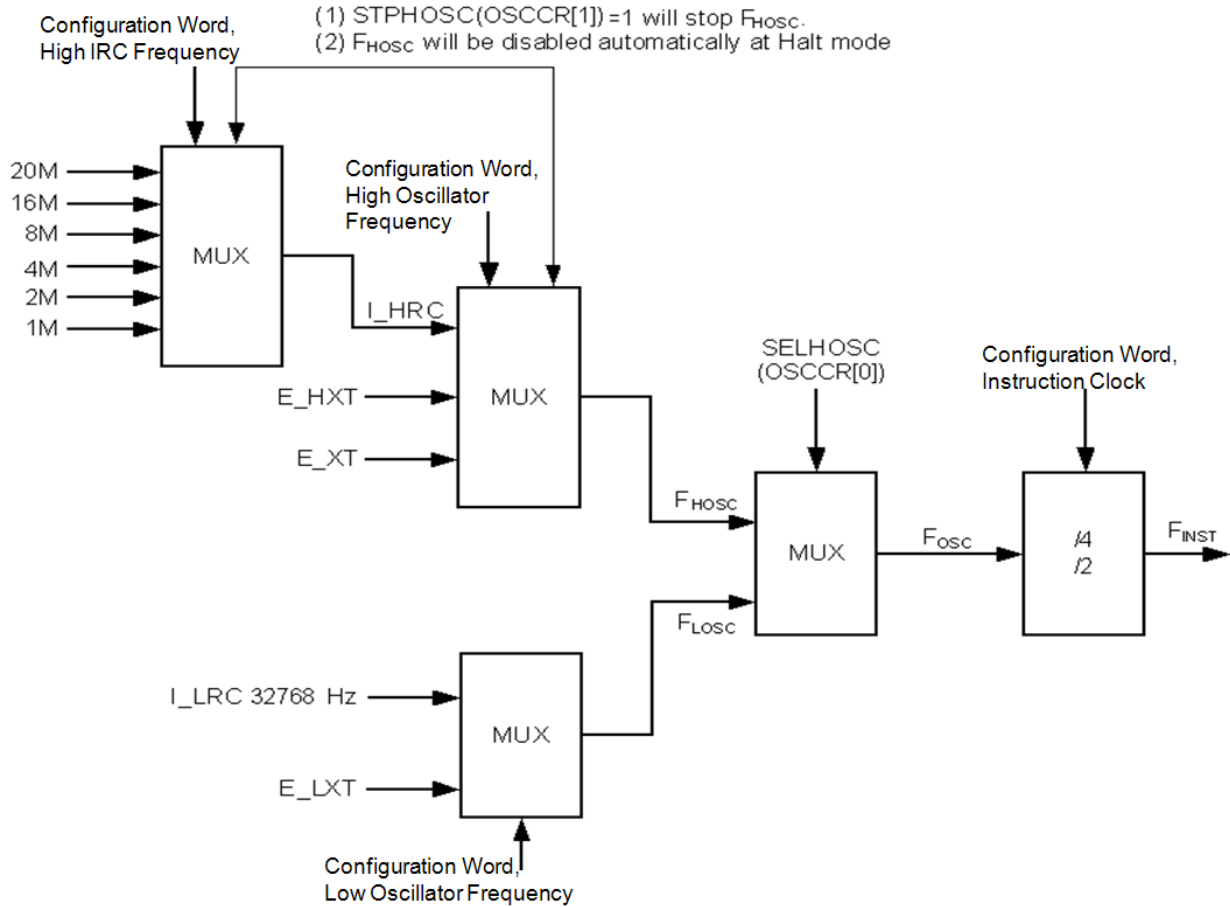 (1) STPHOSC(OSCCR[1])=1 will stop FHOSC.
(2) FHOSC will be disabled automatically at Halt mode
Configuration Word,
High IRC Frequency
20M
16M
8M
4M
2M
1M
MUX
Configuration Word,
High Oscillator
Frequency
I_HRC
E_HXT
E_XT
MUX
SELHOSC
(OSCCR[0])
Configuration Word,
Instruction Clock
FHOSC
FLOSC
MUX
FOSC
/4
/2
FINST
I_LRC 32768 Hz
E_LXT
MUX
Configuration Word,
Low Oscillator Frequency